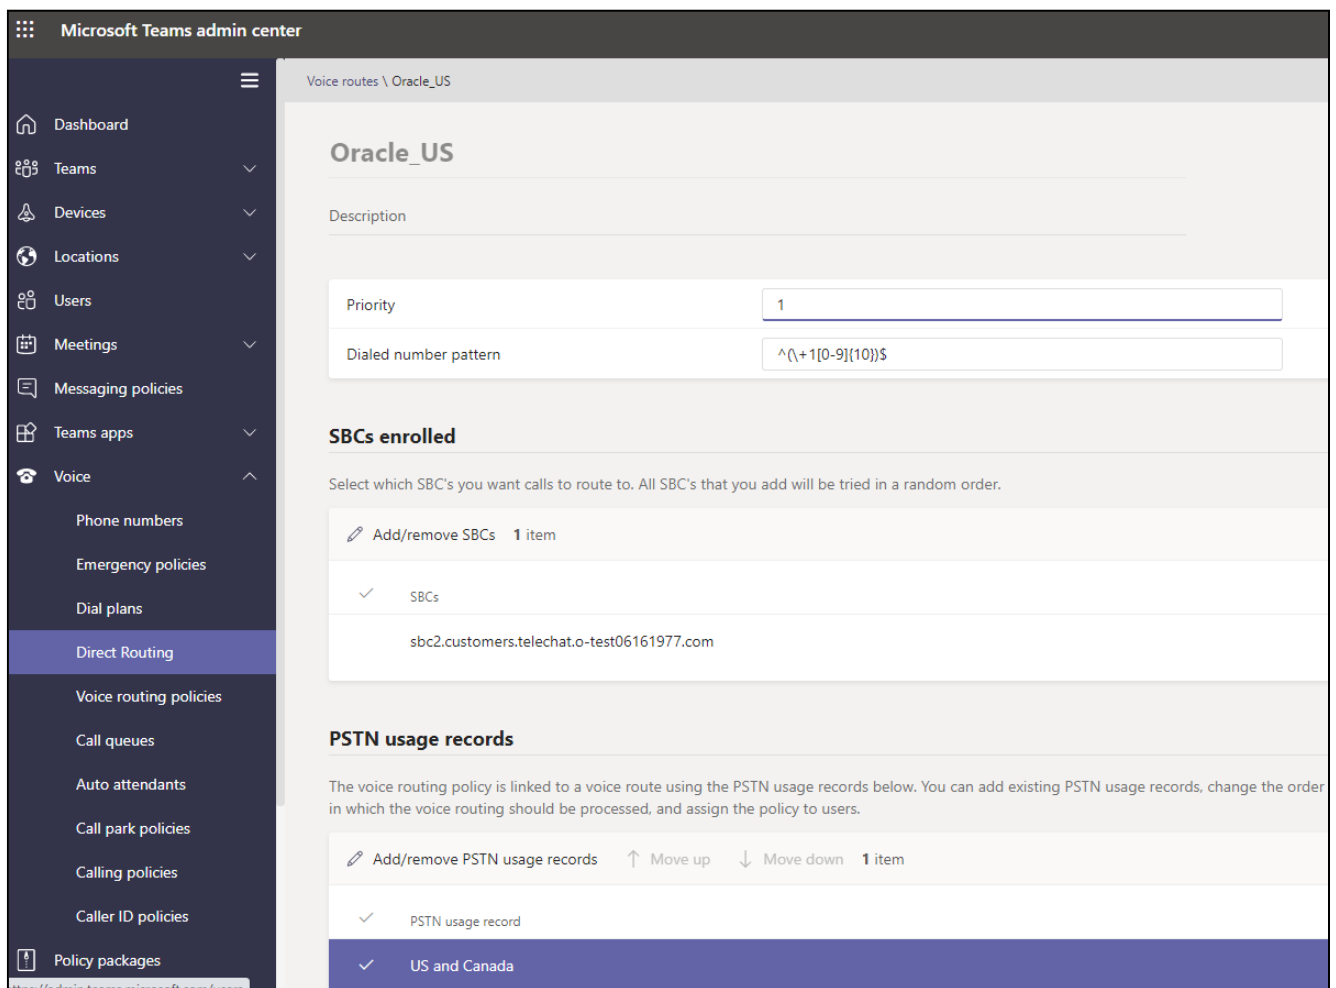 Microsoft Teams admin center
Dashboard
Teams
Devices
Locations
Users
Meetings
Messaging policies
Teams apps
Voice
Phone numbers
Emergency policies
Dial plans
Direct Routing
Voice routing policies
Call queues
Auto attendants
Call park policies
Calling policies
Caller ID policies
Policy packages
Voice routes \ Oracle_US
Oracle_US
Description
Priority 1
Dialed number pattern ^(\+1[0-9]{10})$
SBCs enrolled
Select which SBC's you want calls to route to. All SBC's that you add will be tried in a random order.
Add/remove SBCs 1 item
SBCs
sbc2.customers.telechat.o-test06161977.com
PSTN usage records
The voice routing policy is linked to a voice route using the PSTN usage records below. You can add existing PSTN usage records, change the order
in which the voice routing should be processed, and assign the policy to users.
Add/remove PSTN usage records Move up Move down 1 item
PSTN usage record
US and Canada